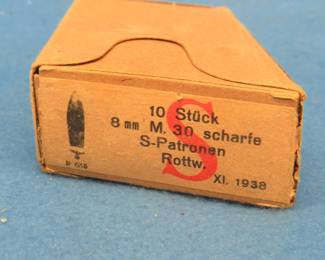 10 Stück
8 mm M. 30 scharfe
S-Patronen
Rottw.
XI. 1938
S